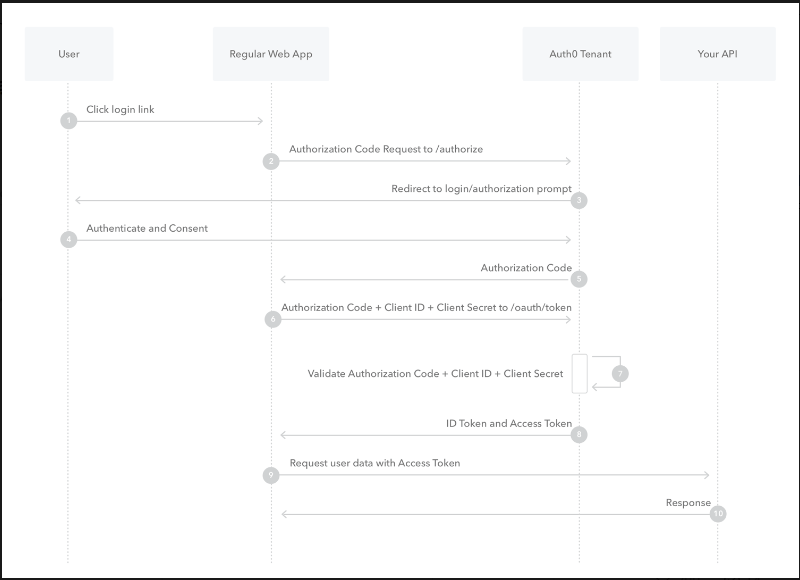 User
Regular Web App
Auth0 Tenant
Your API
Click login link
1
Authorization Code Request to /authorize
2
Redirect to login/authorization prompt
3
Authenticate and Consent
4
Authorization Code
5
Authorization Code + Client ID + Client Secret to /oauth/token
6
Validate Authorization Code + Client ID + Client Secret
7
ID Token and Access Token
8
Request user data with Access Token
9
Response
10